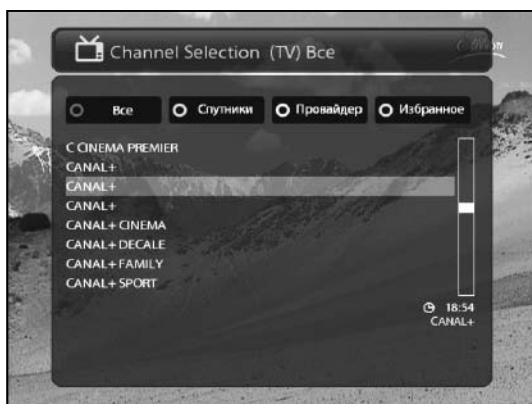 Channel Selection (TV) Все
Все Спутники Провайдер Избранное
C CINEMA PREMIER
CANAL+
CANAL+
CANAL+
CANAL+ CINEMA
CANAL+ DECALE
CANAL+ FAMILY
CANAL+ SPORT
18:54
CANAL+